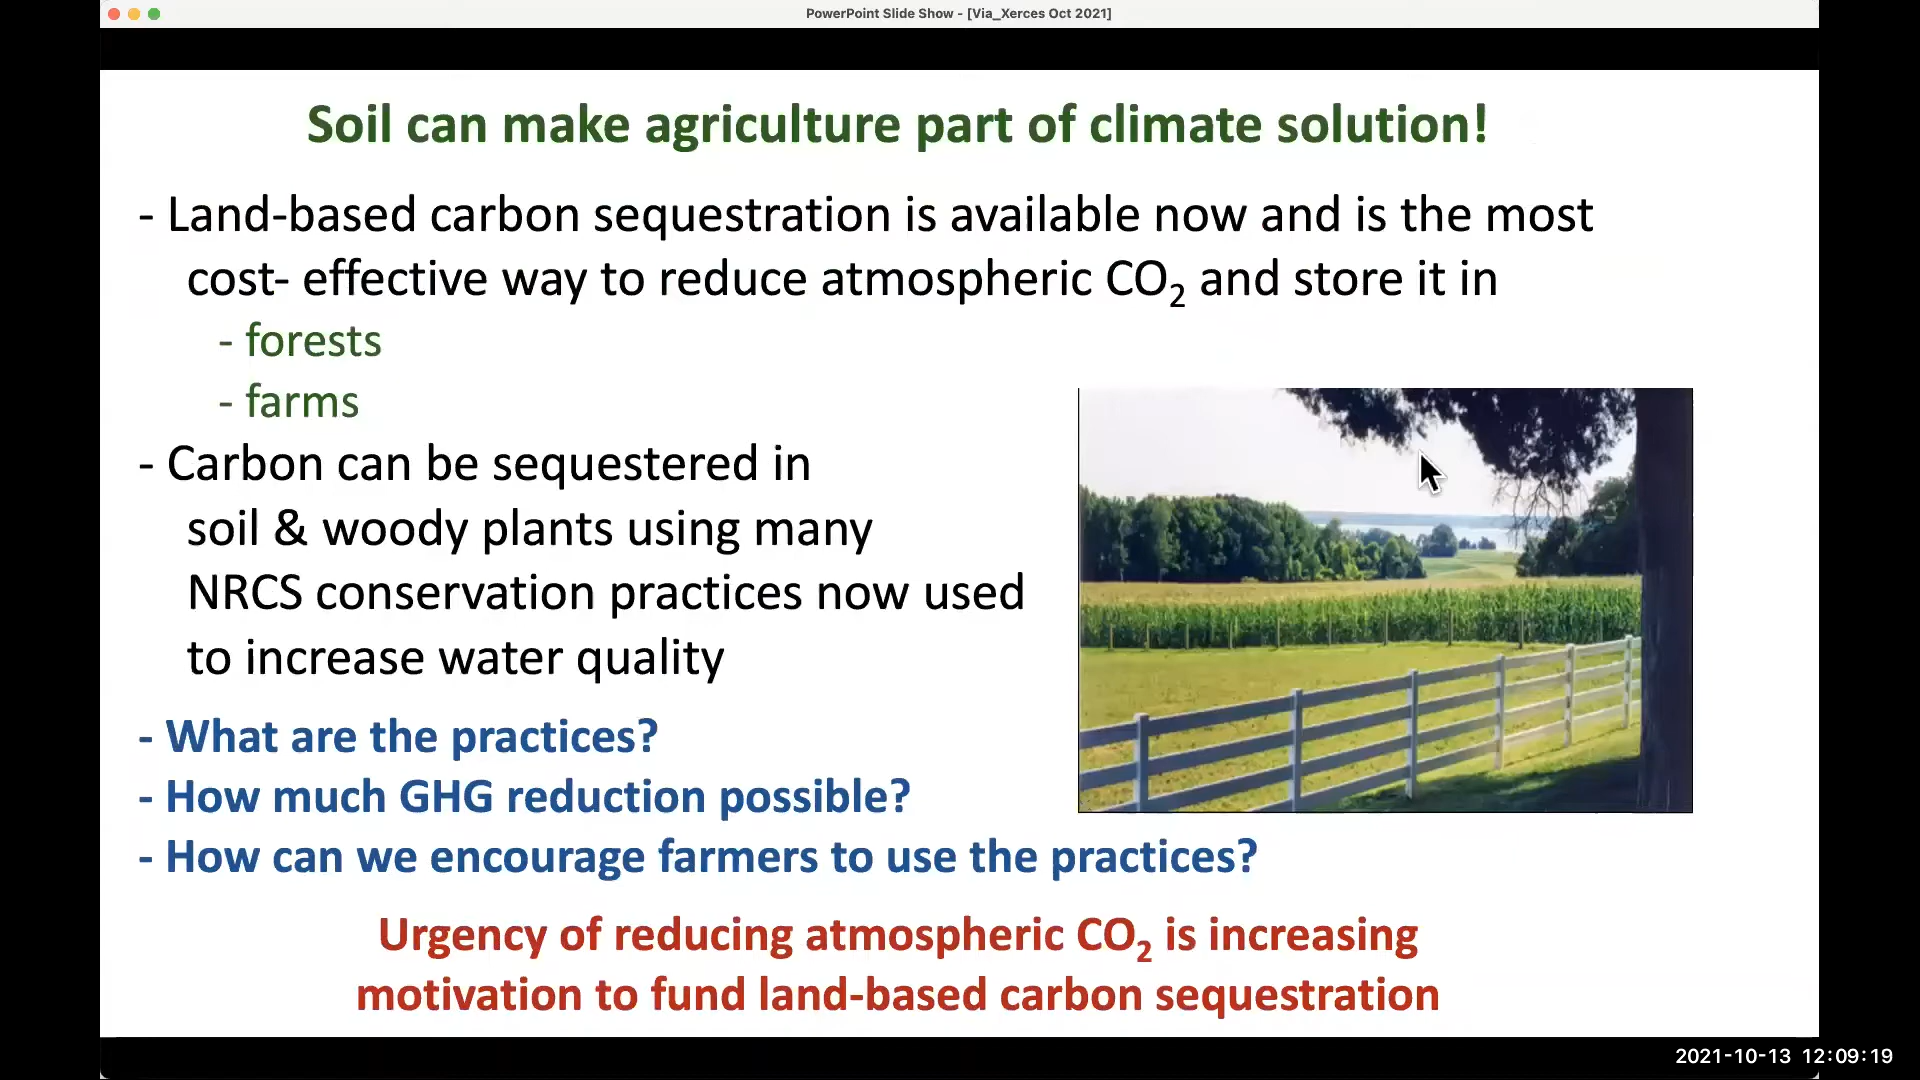 PowerPoint Slide Show - [Via_Xerces Oct 2021]
Soil can make agriculture part of climate solution!
- Land-based carbon sequestration is available now and is the most
cost- effective way to reduce atmospheric CO₂ and store it in
- forests
- farms
- Carbon can be sequestered in
soil & woody plants using many
NRCS conservation practices now used
to increase water quality
- What are the practices?
- How much GHG reduction possible?
- How can we encourage farmers to use the practices?
Urgency of reducing atmospheric CO₂ is increasing
motivation to fund land-based carbon sequestration
2021-10-13 12:09:19